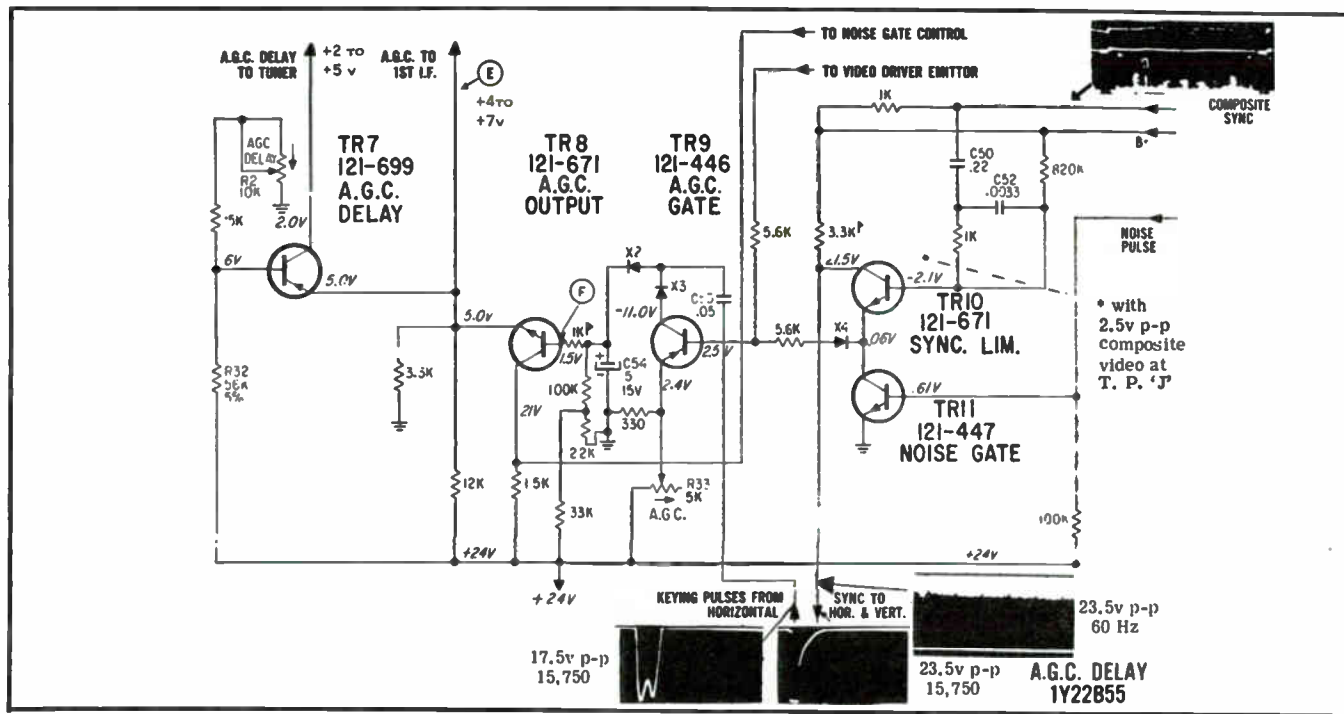 A.G.C. DELAY
TO TUNER
+2 TO
+5 v
A.G.C. TO
1ST I.F.
E
+4 TO
+7v
TO NOISE GATE CONTROL
TO VIDEO DRIVER EMITTOR
COMPOSITE
SYNC
B+
1K
C50
.22
C52
.0033
820K
AGC
DELAY
R2
10K
TR7
121-699
A.G.C.
DELAY
2.0V
6V
5.0V
TR8
121-671
A.G.C.
OUTPUT
TR9
121-446
A.G.C.
GATE
5.6K
3.3K
1K
NOISE
PULSE
X2
X3
-11.0V
.05
F
5.0V
1K
1.5V
C54
5
15V
2.4V
5.6K
X4
.06V
-2.1V
TR10
121-671
SYNC. LIM.
* with
2.5v p-p
composite
video at
T. P. 'J'
.61V
TR11
121-447
NOISE GATE
R32
56K
5%
3.3K
21V
100K
330
22K
12K
1.5K
33K
R33
5K
A.G.C.
100K
+24V
+24V
+24V
KEYING PULSES FROM
HORIZONTAL
SYNC TO
HOR. & VERT.
23.5v p-p
60 Hz
17.5v p-p
15,750
23.5v p-p
15,750
A.G.C. DELAY
1Y22B55